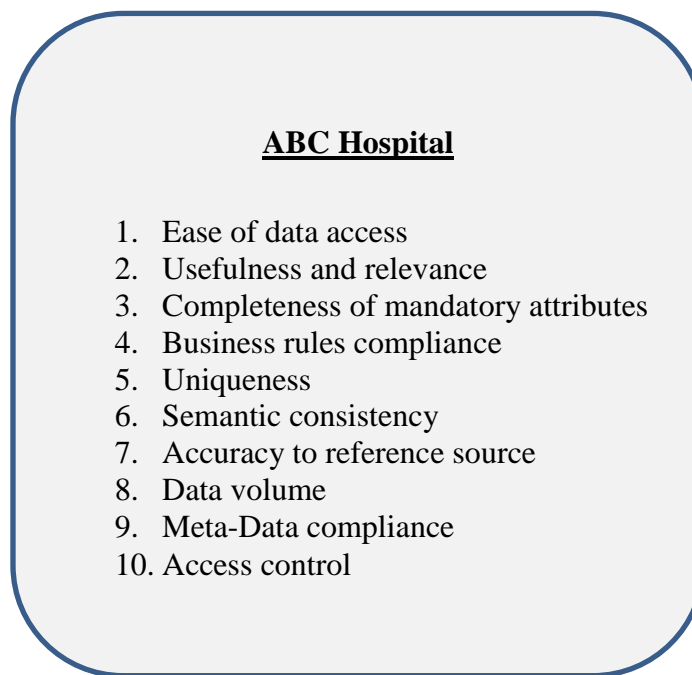 ABC Hospital
1. Ease of data access
2. Usefulness and relevance
3. Completeness of mandatory attributes
4. Business rules compliance
5. Uniqueness
6. Semantic consistency
7. Accuracy to reference source
8. Data volume
9. Meta-Data compliance
10. Access control